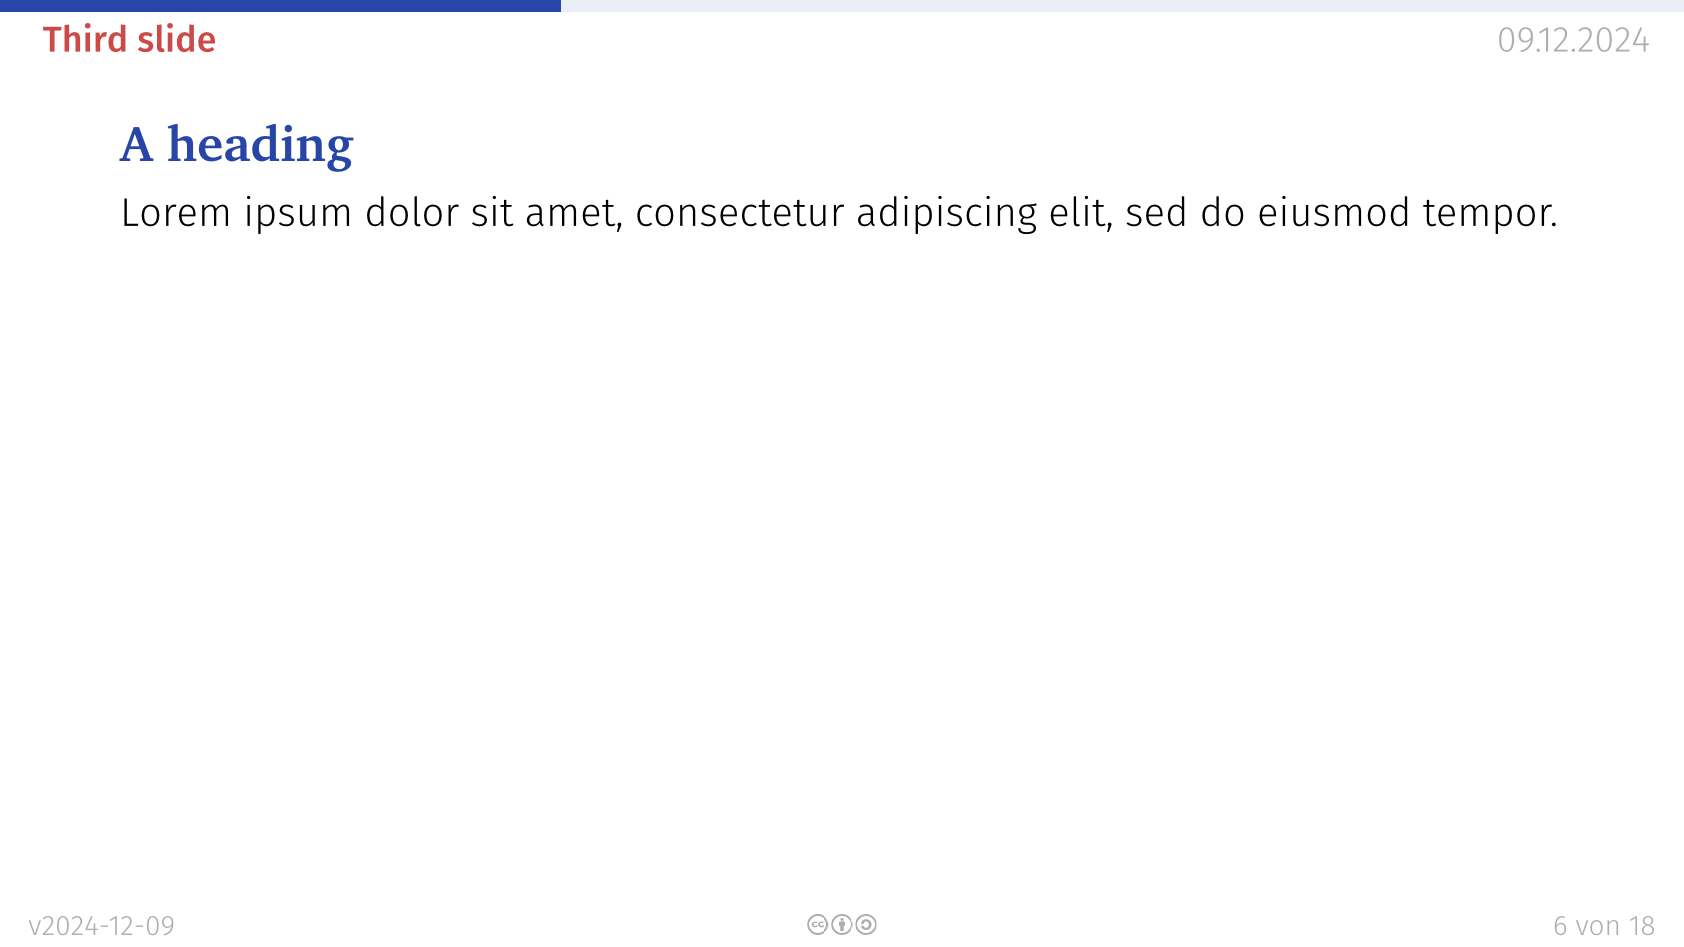 Third slide
09.12.2024
A heading
Lorem ipsum dolor sit amet, consectetur adipiscing elit, sed do eiusmod tempor.
v2024-12-09
cc
6 von 18